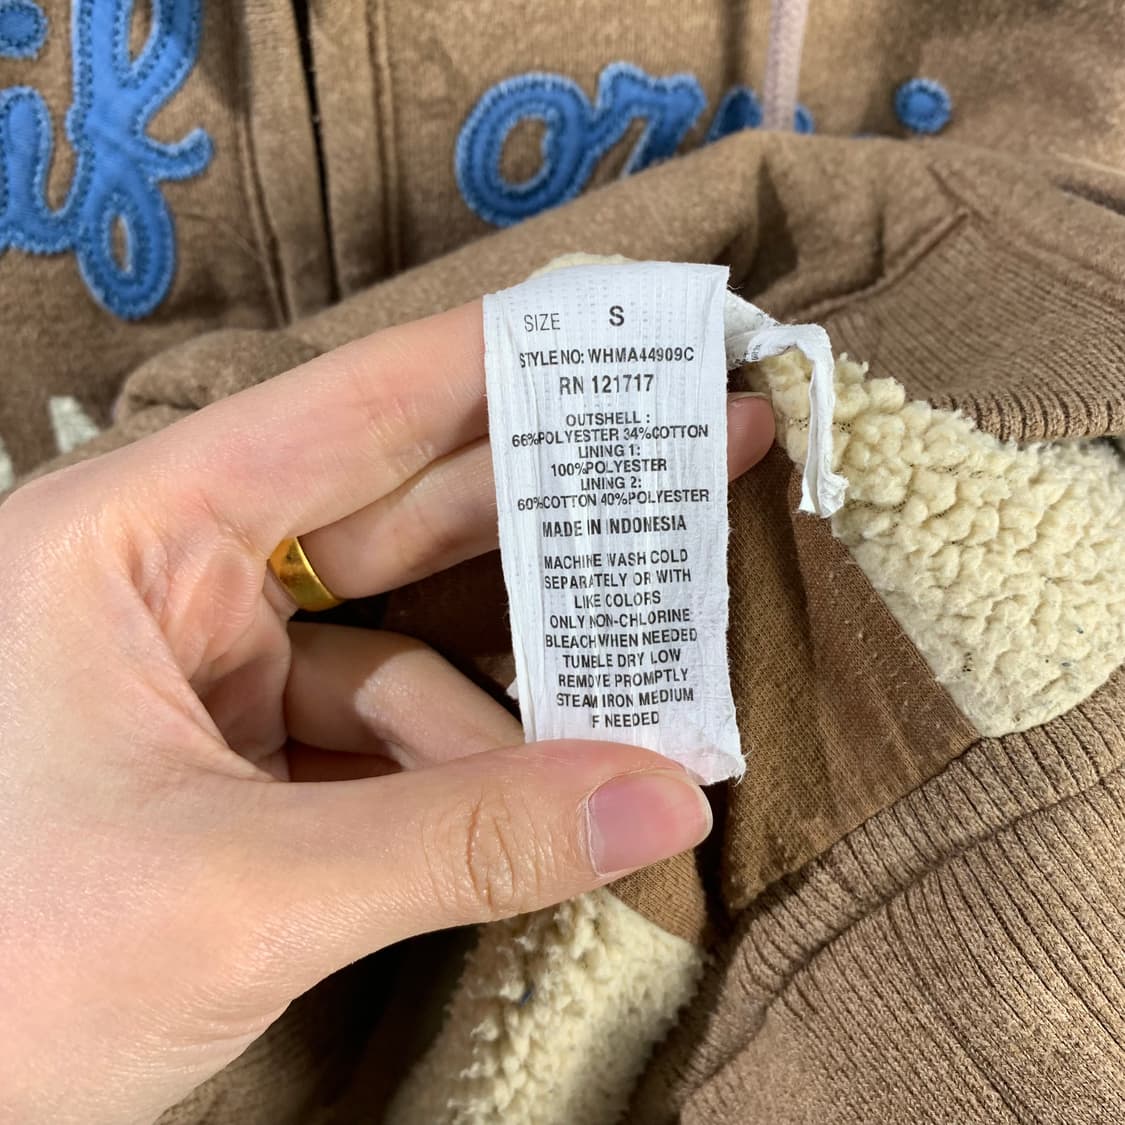 or
SIZE S
STYLE NO: WHMA44909C
RN 121717
OUTSHELL :
66%POLYESTER 34%COTTON
LINING 1:
100%POLYESTER
LINING 2:
60%COTTON 40%POLYESTER
MADE IN INDONESIA
MACHINE WASH COLD
SEPARATELY OR WITH
LIKE COLORS
ONLY NON-CHLORINE
BLEACH WHEN NEEDED
TUMBLE DRY LOW
REMOVE PROMPTLY
STEAM IRON MEDIUM
F NEEDED